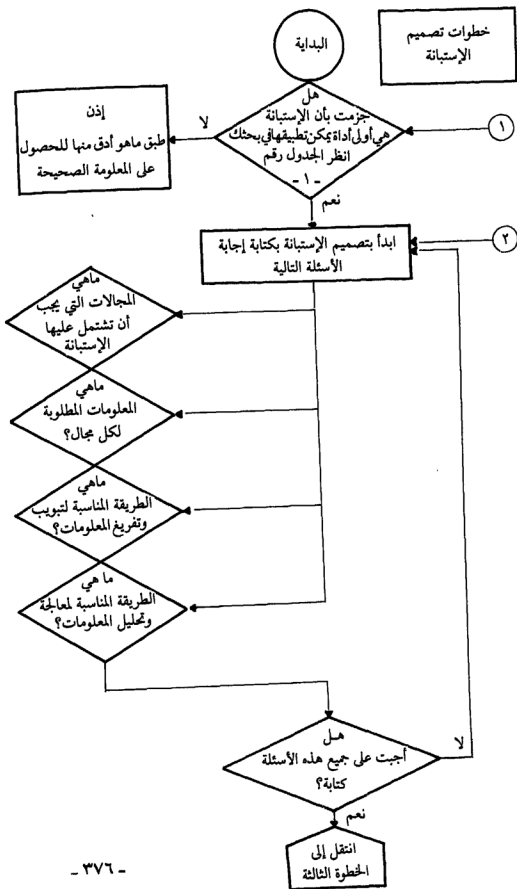 خطوات تصميم
الإستبانة
البداية
هل
جزمت بأن الإستبانة
هي أولى أداة يمكن تطبيقها في بحثك
انظر الجدول رقم
- ١ -
١
لا
إذن
طبق ماهو أدق منها للحصول
على المعلومة الصحيحة
نعم
٢
ابدأ بتصميم الإستبانة بكتابة إجابة
الأسئلة التالية
ماهي
المجالات التي يجب
أن تشتمل عليها
الإستبانة
ماهي
المعلومات المطلوبة
لكل مجال؟
ماهي
الطريقة المناسبة لتبويب
وتفريغ المعلومات؟
ما هي
الطريقة المناسبة لمعالجة
وتحليل المعلومات؟
هـل
أجبت على جميع هذه الأسئلة
كتابة؟
لا
نعم
انتقل إلى
الخطوة الثالثة
- ٣٧٦ -